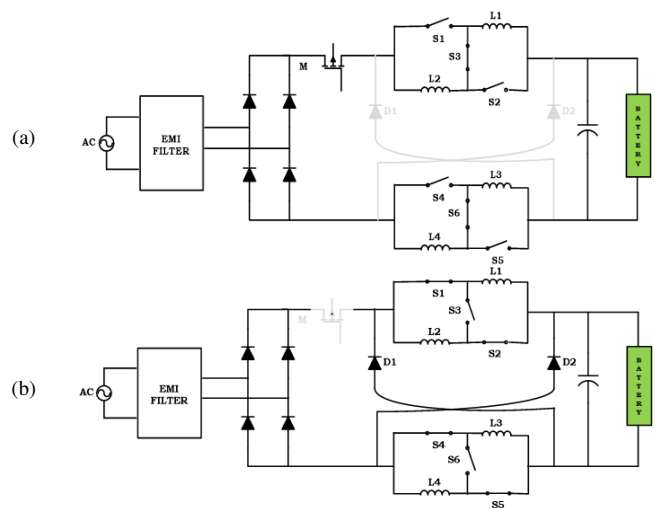 (a)
AC
EMI
FILTER
M
S1
L1
S3
L2
S2
D1
D2
S4
L3
S6
L4
S5
BATTERY
(b)
AC
EMI
FILTER
M
S1
L1
S3
L2
S2
D1
D2
S4
L3
S6
L4
S5
BATTERY